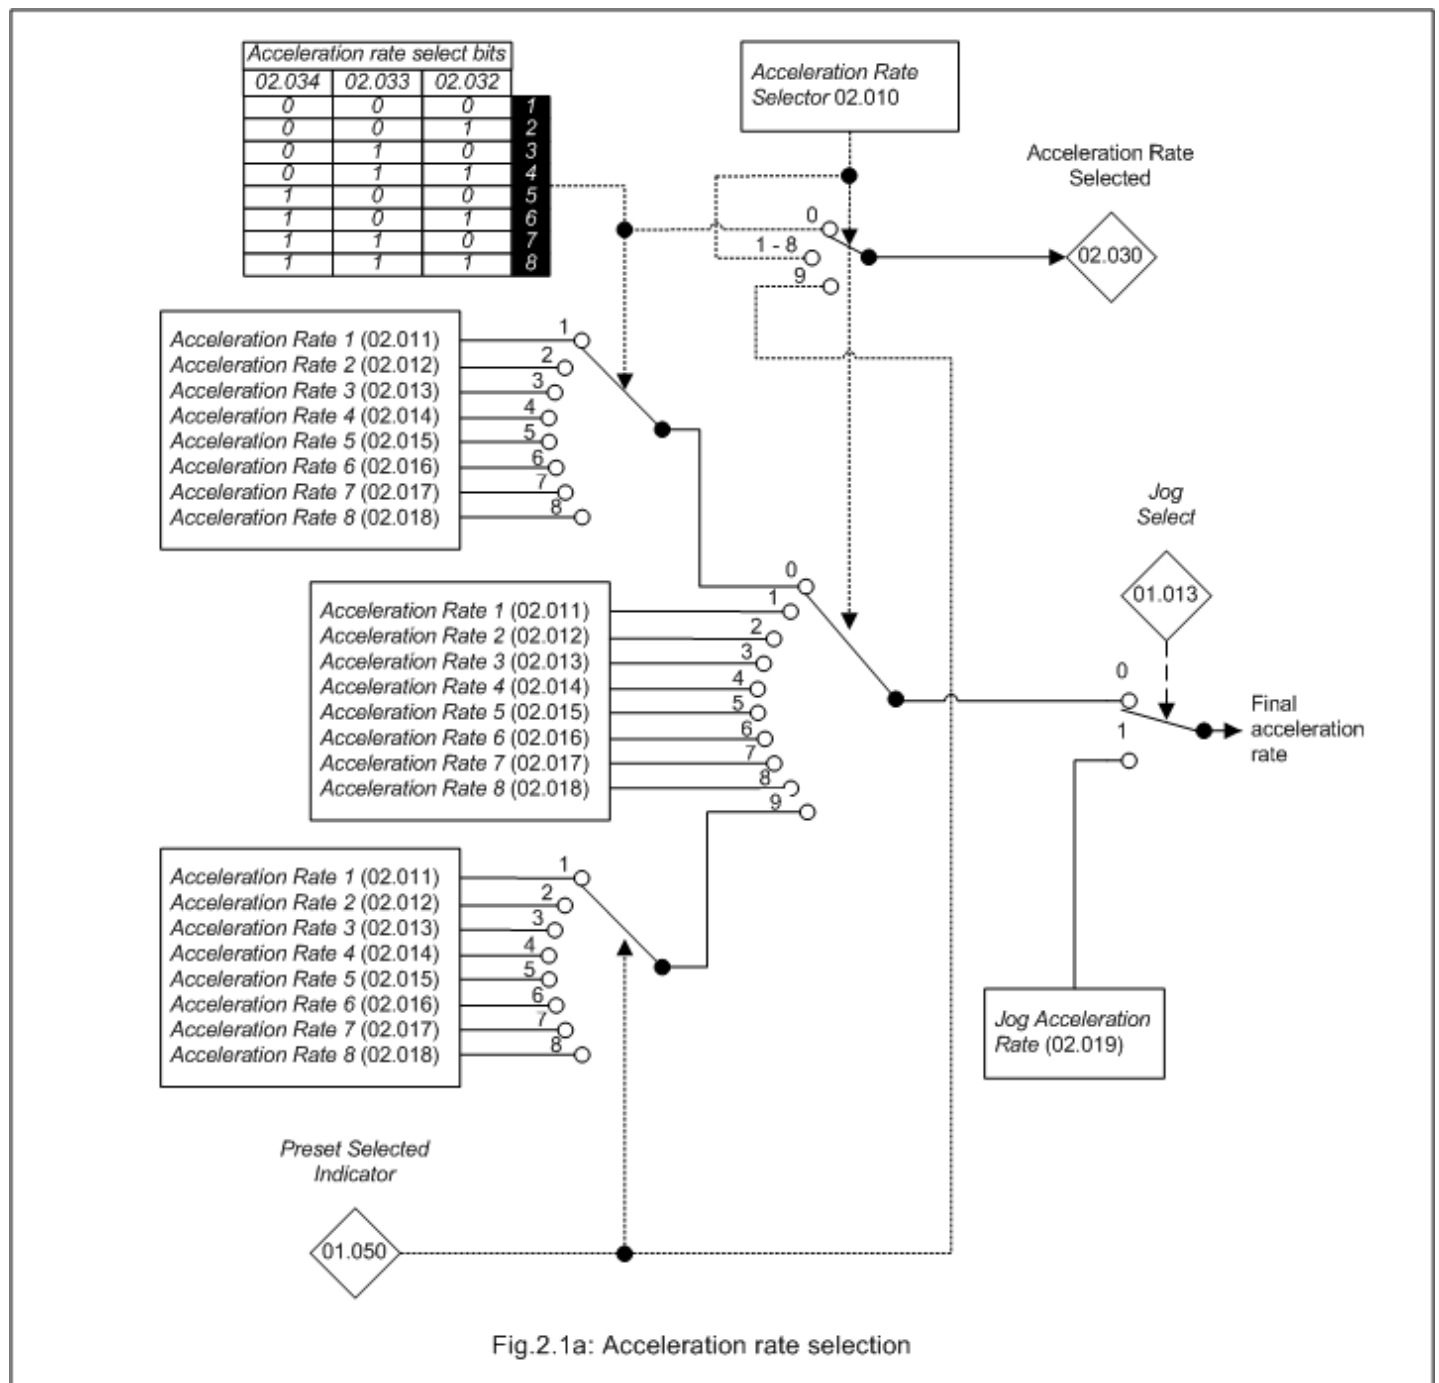 Acceleration rate select bits
02.034 02.033 02.032
0 0 0 1
0 0 1 2
0 1 0 3
0 1 1 4
1 0 0 5
1 0 1 6
1 1 0 7
1 1 1 8
Acceleration Rate
Selector 02.010
Acceleration Rate
Selected
0
1 - 8
9
02.030
Acceleration Rate 1 (02.011)
Acceleration Rate 2 (02.012)
Acceleration Rate 3 (02.013)
Acceleration Rate 4 (02.014)
Acceleration Rate 5 (02.015)
Acceleration Rate 6 (02.016)
Acceleration Rate 7 (02.017)
Acceleration Rate 8 (02.018)
1
2
3
4
5
6
7
8
Jog
Select
01.013
Acceleration Rate 1 (02.011)
Acceleration Rate 2 (02.012)
Acceleration Rate 3 (02.013)
Acceleration Rate 4 (02.014)
Acceleration Rate 5 (02.015)
Acceleration Rate 6 (02.016)
Acceleration Rate 7 (02.017)
Acceleration Rate 8 (02.018)
0
1
2
3
4
5
6
7
8
9
0
1
Final
acceleration
rate
Acceleration Rate 1 (02.011)
Acceleration Rate 2 (02.012)
Acceleration Rate 3 (02.013)
Acceleration Rate 4 (02.014)
Acceleration Rate 5 (02.015)
Acceleration Rate 6 (02.016)
Acceleration Rate 7 (02.017)
Acceleration Rate 8 (02.018)
1
2
3
4
5
6
7
8
Jog Acceleration
Rate (02.019)
Preset Selected
Indicator
01.050
Fig.2.1a: Acceleration rate selection